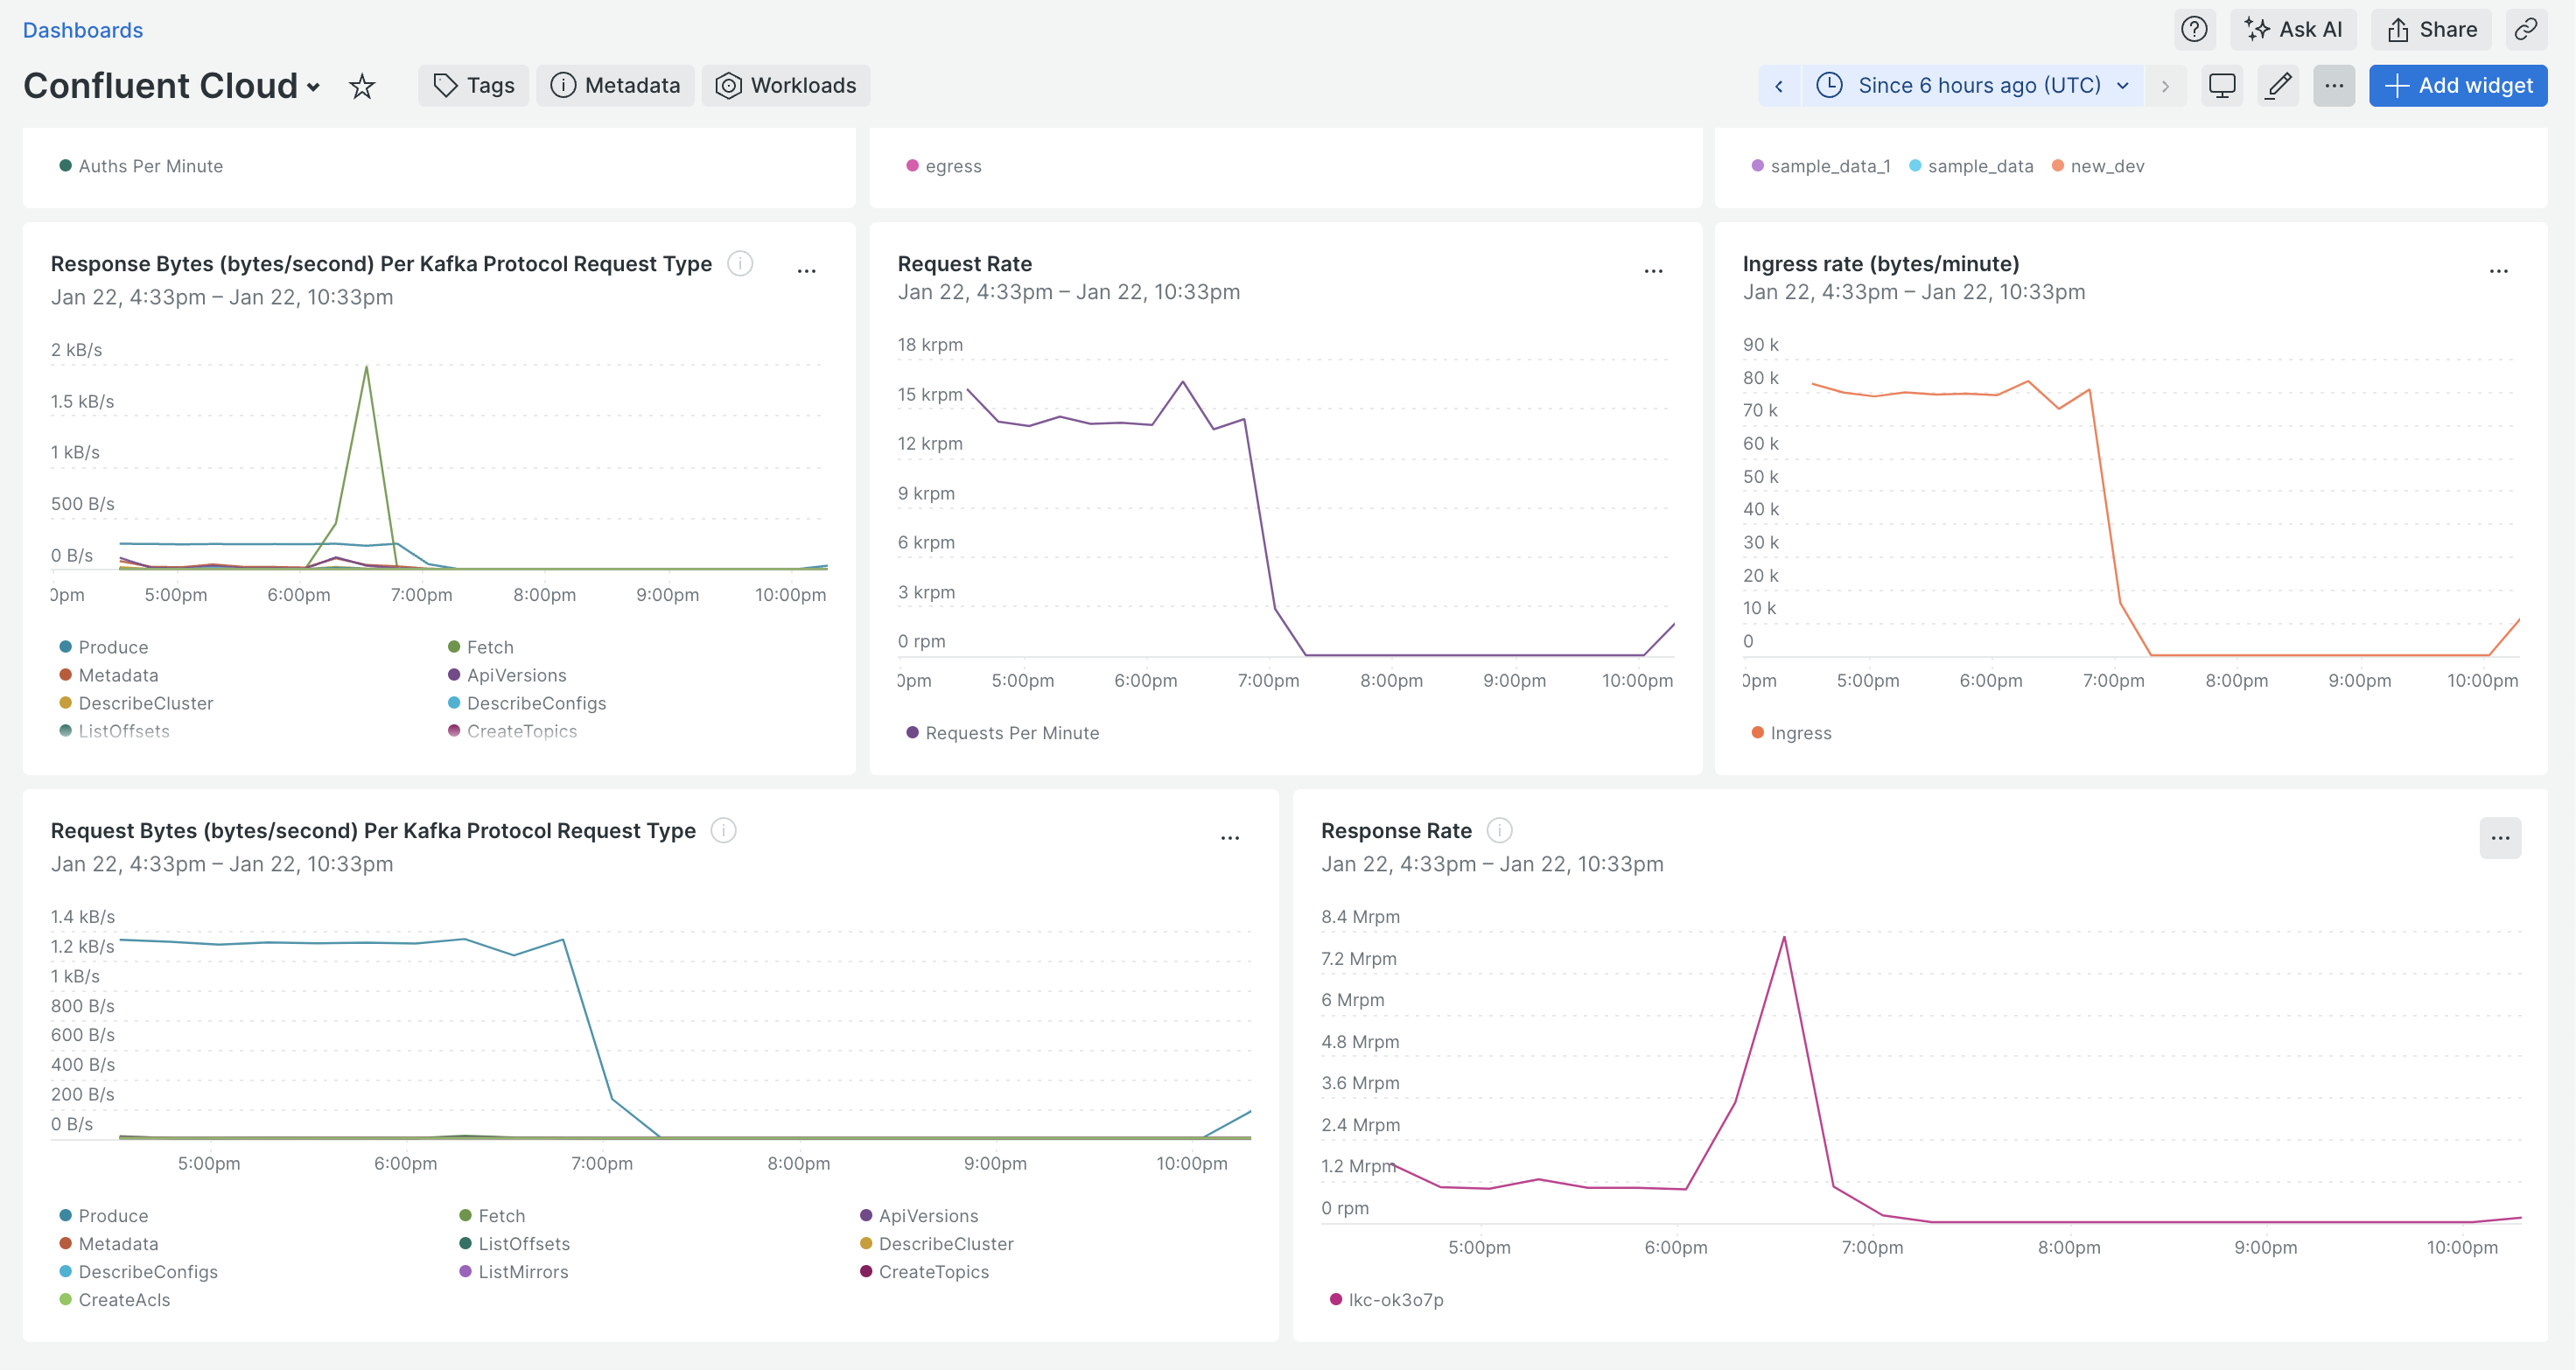 Dashboards
Ask AI
Share
Confluent Cloud
Tags
Metadata
Workloads
Since 6 hours ago (UTC)
Add widget
Auths Per Minute
egress
sample_data_1 sample_data new_dev
Response Bytes (bytes/second) Per Kafka Protocol Request Type
Jan 22, 4:33pm – Jan 22, 10:33pm
2 kB/s
1.5 kB/s
1 kB/s
500 B/s
0 B/s
0pm 5:00pm 6:00pm 7:00pm 8:00pm 9:00pm 10:00pm
Produce Fetch
Metadata ApiVersions
DescribeCluster DescribeConfigs
ListOffsets CreateTopics
Request Rate
Jan 22, 4:33pm – Jan 22, 10:33pm
18 krpm
15 krpm
12 krpm
9 krpm
6 krpm
3 krpm
0 rpm
0pm 5:00pm 6:00pm 7:00pm 8:00pm 9:00pm 10:00pm
Requests Per Minute
Ingress rate (bytes/minute)
Jan 22, 4:33pm – Jan 22, 10:33pm
90 k
80 k
70 k
60 k
50 k
40 k
30 k
20 k
10 k
0
0pm 5:00pm 6:00pm 7:00pm 8:00pm 9:00pm 10:00pm
Ingress
Request Bytes (bytes/second) Per Kafka Protocol Request Type
Jan 22, 4:33pm – Jan 22, 10:33pm
1.4 kB/s
1.2 kB/s
1 kB/s
800 B/s
600 B/s
400 B/s
200 B/s
0 B/s
5:00pm 6:00pm 7:00pm 8:00pm 9:00pm 10:00pm
Produce Fetch ApiVersions
Metadata ListOffsets DescribeCluster
DescribeConfigs ListMirrors CreateTopics
CreateAcls
Response Rate
Jan 22, 4:33pm – Jan 22, 10:33pm
8.4 Mrpm
7.2 Mrpm
6 Mrpm
4.8 Mrpm
3.6 Mrpm
2.4 Mrpm
1.2 Mrpm
0 rpm
5:00pm 6:00pm 7:00pm 8:00pm 9:00pm 10:00pm
lkc-ok3o7p